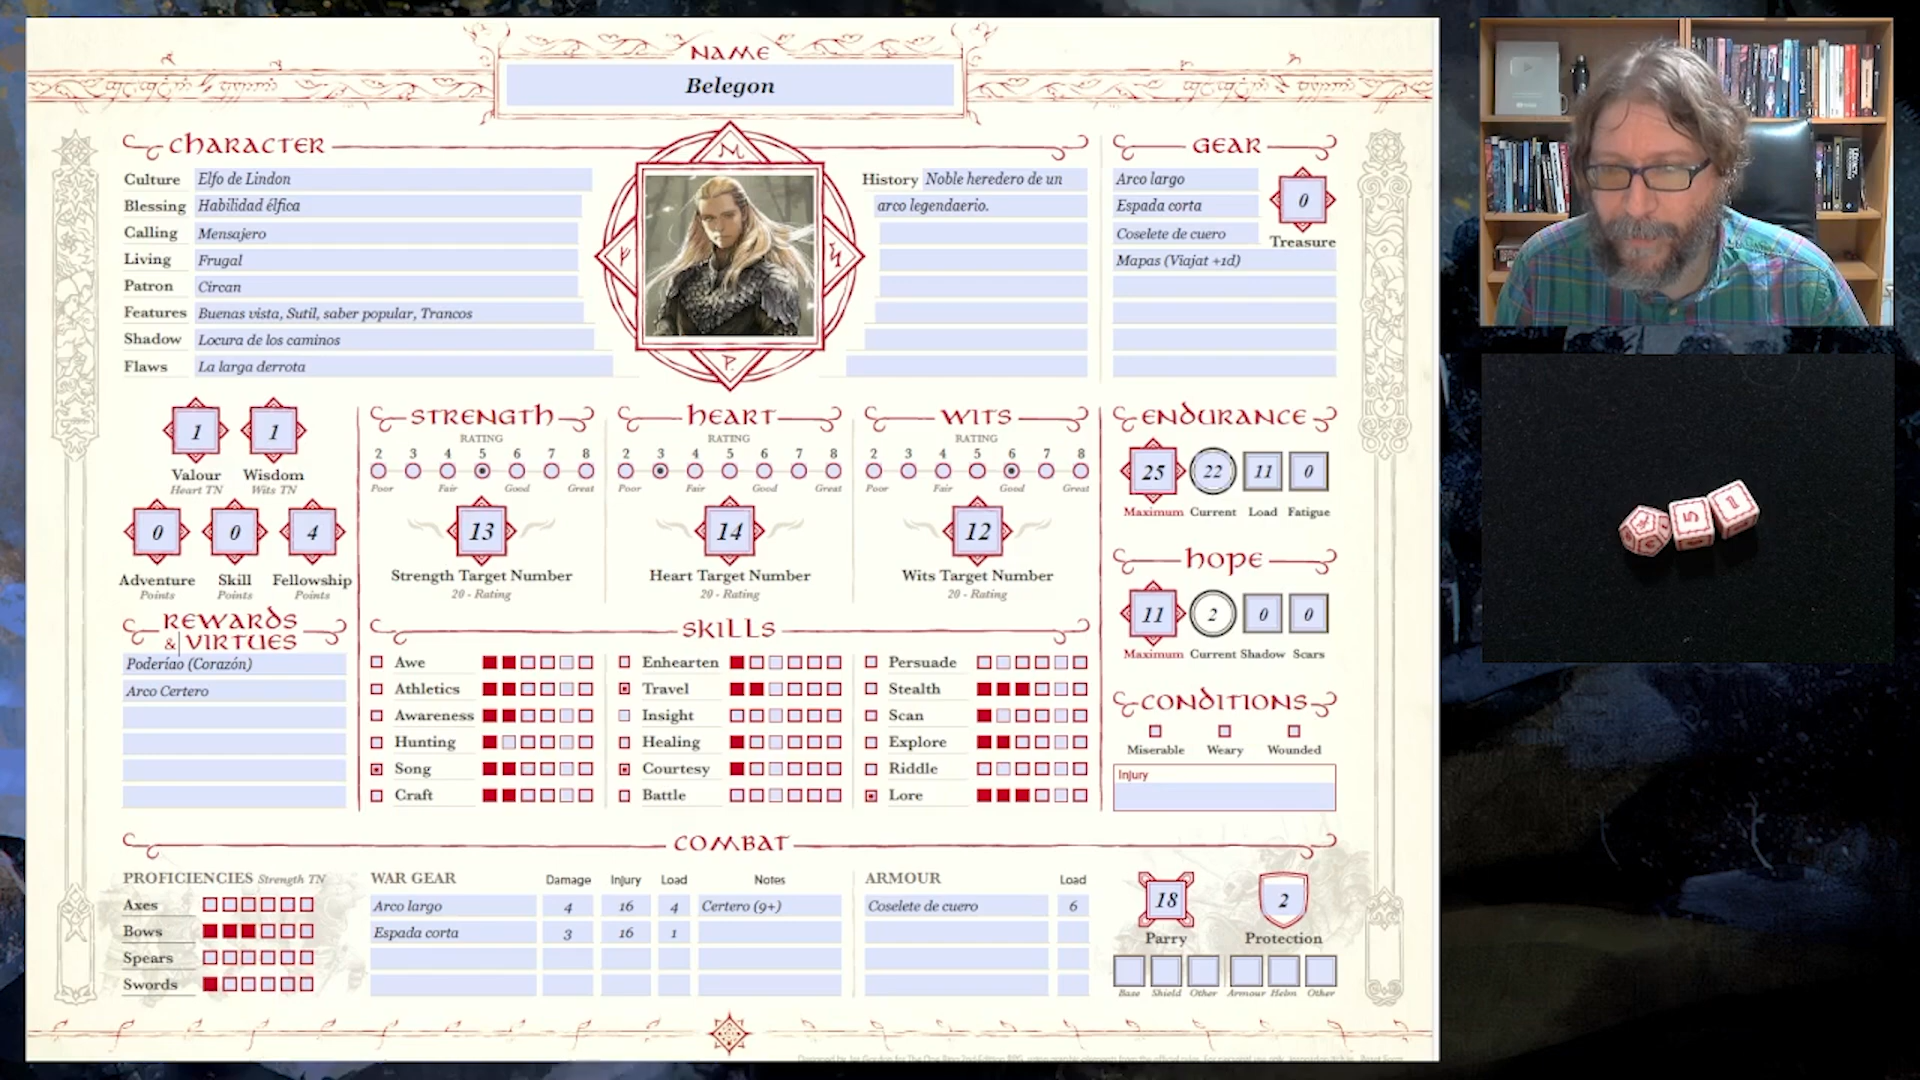 NAME
Belegon
CHARACTER
Culture Elfo de Lindon
Blessing Habilidad élfica
Calling Mensajero
Living Frugal
Patron Circan
Features Buenas vista, Sutil, saber popular, Trancos
Shadow Locura de los caminos
Flaws La larga derrota
History Noble heredero de un
arco legendaerio.
GEAR
Arco largo
Espada corta
Coselete de cuero
Mapas (Viajat +1d)
0
Treasure
1 1
Valour Wisdom
Heart TN Wits TN
0 0 4
Adventure Skill Fellowship
Points Points Points
STRENGTH
RATING
2 3 4 5 6 7 8
Poor Fair Good Great
13
Strength Target Number
20 - Rating
HEART
RATING
2 3 4 5 6 7 8
Poor Fair Good Great
14
Heart Target Number
20 - Rating
WITS
RATING
2 3 4 5 6 7 8
Poor Fair Good Great
12
Wits Target Number
20 - Rating
ENDURANCE
25 22 11 0
Maximum Current Load Fatigue
HOPE
11 2 0 0
Maximum Current Shadow Scars
CONDITIONS
Miserable Weary Wounded
Injury
REWARDS
& VIRTUES
Poderíao (Corazón)
Arco Certero
SKILLS
Awe Enhearten Persuade
Athletics Travel Stealth
Awareness Insight Scan
Hunting Healing Explore
Song Courtesy Riddle
Craft Battle Lore
COMBAT
PROFICIENCIES Strength TN
Axes
Bows
Spears
Swords
WAR GEAR Damage Injury Load Notes
Arco largo 4 16 4 Certero (9+)
Espada corta 3 16 1
ARMOUR Load
Coselete de cuero 6
18 2
Parry Protection
Base Shield Other Armour Helm Other
5 1